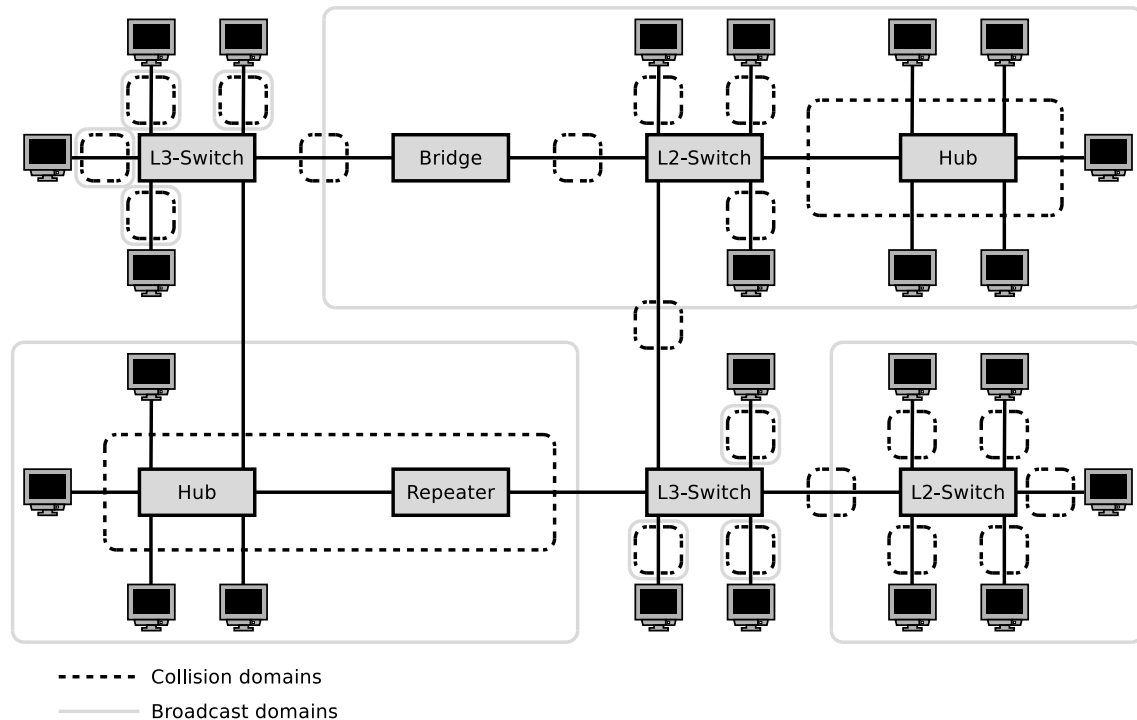 L3-Switch
Bridge
L2-Switch
Hub
Hub
Repeater
L3-Switch
L2-Switch
Collision domains
Broadcast domains